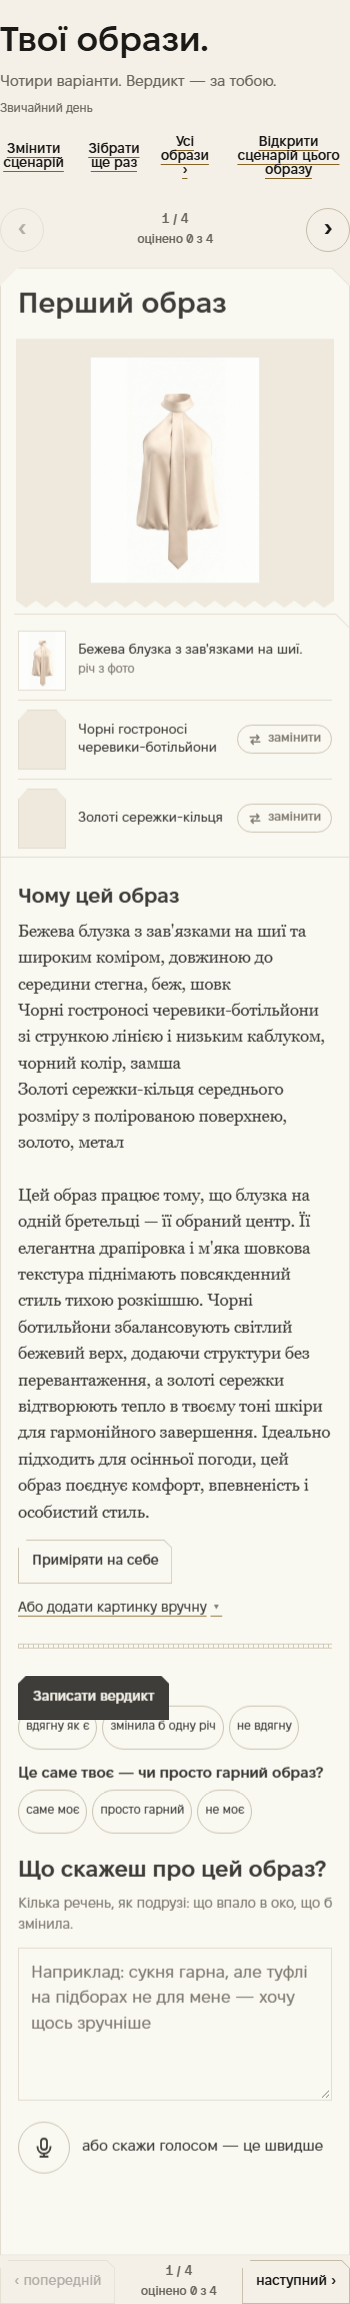 Твої образи.
Чотири варіанти. Вердикт — за тобою.
Звичайний день
Змінити
сценарій
Зібрати
ще раз
Усі
образи
›
Відкрити
сценарій цього
образу
‹
1 / 4
оцінено 0 з 4
›
Перший образ
Бежева блузка з зав'язками на шиї.
річ з фото
Чорні гостроносі
черевики-ботільйони
⇄ замінити
Золоті сережки-кільця
⇄ замінити
Чому цей образ
Бежева блузка з зав'язками на шиї та
широким коміром, довжиною до
середини стегна, беж, шовк
Чорні гостроносі черевики-ботільйони
зі стрункою лінією і низьким каблуком,
чорний колір, замша
Золоті сережки-кільця середнього
розміру з полірованою поверхнею,
золото, метал
Цей образ працює тому, що блузка на
одній бретельці — її обраний центр. Її
елегантна драпіровка і м'яка шовкова
текстура піднімають повсякденний
стиль тихою розкішшю. Чорні
ботильйони збалансовують світлий
бежевий верх, додаючи структури без
перевантаження, а золоті сережки
відтворюють тепло в твоєму тоні шкіри
для гармонійного завершення. Ідеально
підходить для осінньої погоди, цей
образ поєднує комфорт, впевненість і
особистий стиль.
Приміряти на себе
Або додати картинку вручну ▾
Записати вердикт
вдягну як є
змінила б одну річ
не вдягну
Це саме твоє — чи просто гарний образ?
саме моє
просто гарний
не моє
Що скажеш про цей образ?
Кілька речень, як подрузі: що впало в око, що б
змінила.
Наприклад: сукня гарна, але туфлі
на підборах не для мене — хочу
щось зручніше
або скажи голосом — це швидше
‹ попередній
1 / 4
оцінено 0 з 4
наступний ›